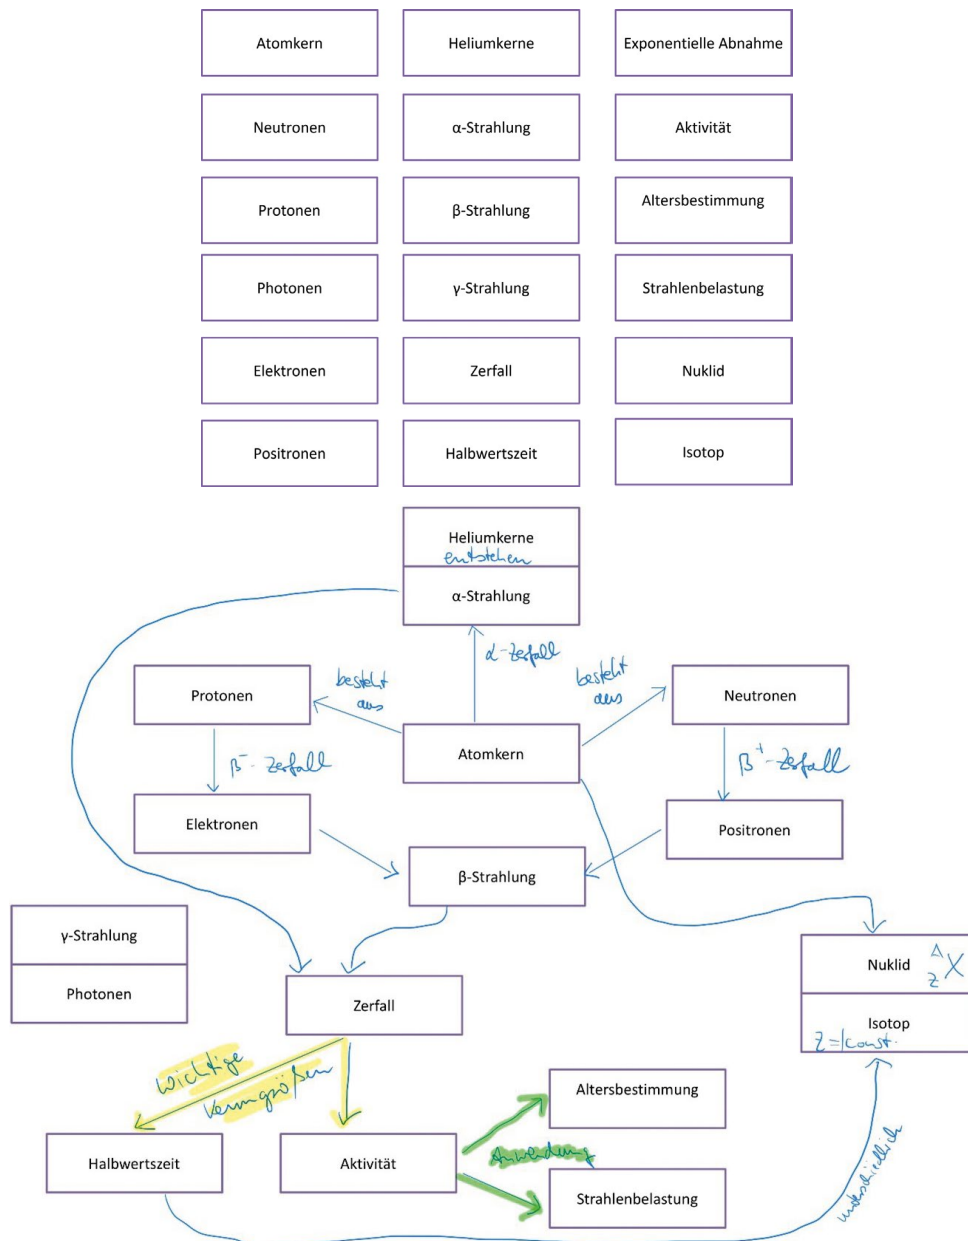 Atomkern
Heliumkerne
Exponentielle Abnahme
Neutronen
α-Strahlung
Aktivität
Protonen
β-Strahlung
Altersbestimmung
Photonen
γ-Strahlung
Strahlenbelastung
Elektronen
Zerfall
Nuklid
Positronen
Halbwertszeit
Isotop
Heliumkerne
entstehen
α-Strahlung
α-Zerfall
besteht
aus
besteht
aus
Protonen
Neutronen
Atomkern
β⁻-Zerfall
β⁺-Zerfall
Elektronen
Positronen
β-Strahlung
γ-Strahlung
Photonen
Nuklid
A
Z X
Isotop
Z = const.
Zerfall
wichtige
Kenngrößen
Altersbestimmung
Halbwertszeit
Aktivität
Anwendung
Strahlenbelastung
unterschiedlich